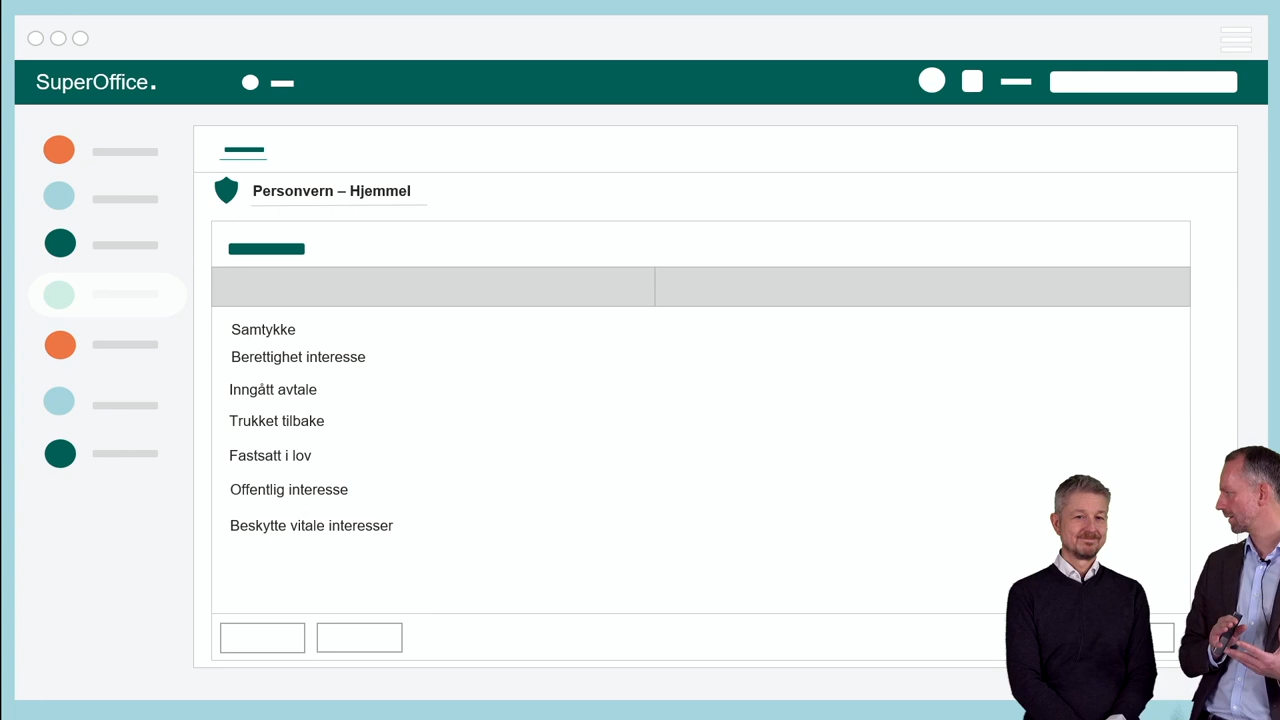 SuperOffice.
Personvern – Hjemmel
Samtykke
Berettighet interesse
Inngått avtale
Trukket tilbake
Fastsatt i lov
Offentlig interesse
Beskytte vitale interesser